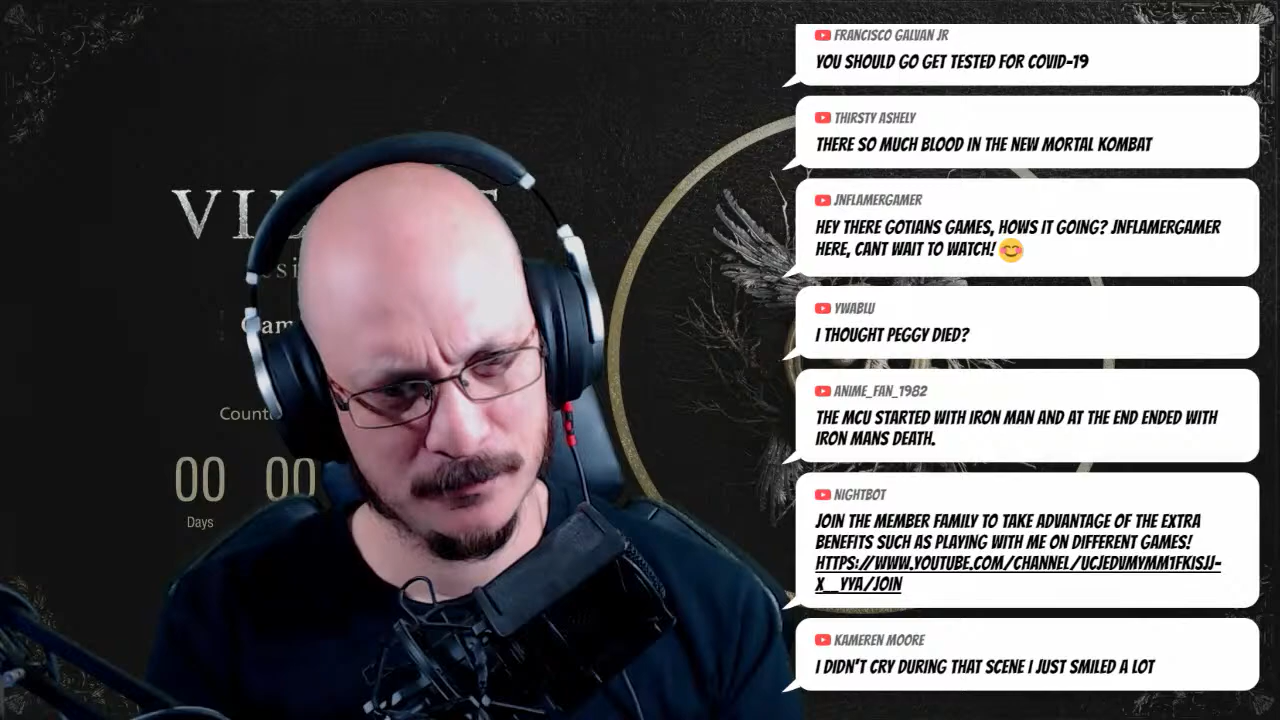 VIL
esi
Gam
Count
00 00
Days
FRANCISCO GALVAN JR
YOU SHOULD GO GET TESTED FOR COVID-19
THIRSTY ASHELY
THERE SO MUCH BLOOD IN THE NEW MORTAL KOMBAT
JNFLAMERGAMER
HEY THERE GOTIANS GAMES, HOWS IT GOING? JNFLAMERGAMER
HERE, CANT WAIT TO WATCH! 😊
YWABLU
I THOUGHT PEGGY DIED?
ANIME_FAN_1982
THE MCU STARTED WITH IRON MAN AND AT THE END ENDED WITH
IRON MANS DEATH.
NIGHTBOT
JOIN THE MEMBER FAMILY TO TAKE ADVANTAGE OF THE EXTRA
BENEFITS SUCH AS PLAYING WITH ME ON DIFFERENT GAMES!
HTTPS://WWW.YOUTUBE.COM/CHANNEL/UCJEDVMYMM1FKISJJ-
X__YYA/JOIN
KAMEREN MOORE
I DIDN'T CRY DURING THAT SCENE I JUST SMILED A LOT